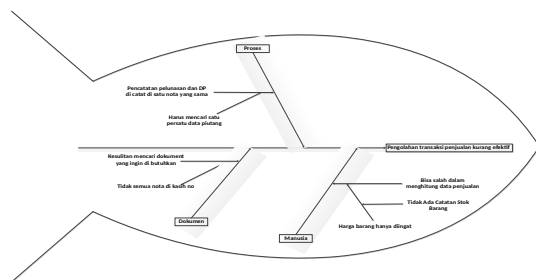 Proses
Pencatatan pelunasan dan DP
di catat di satu nota yang sama
Harus mencari satu
persatu data piutang
Pengolahan transaksi penjualan kurang efektif
Kesulitan mencari dokument
yang ingin di butuhkan
Tidak semua nota di kasih no
Dokumen
Bisa salah dalam
menghitung data penjualan
Tidak Ada Catatan Stok
Barang
Harga barang hanya diingat
Manusia